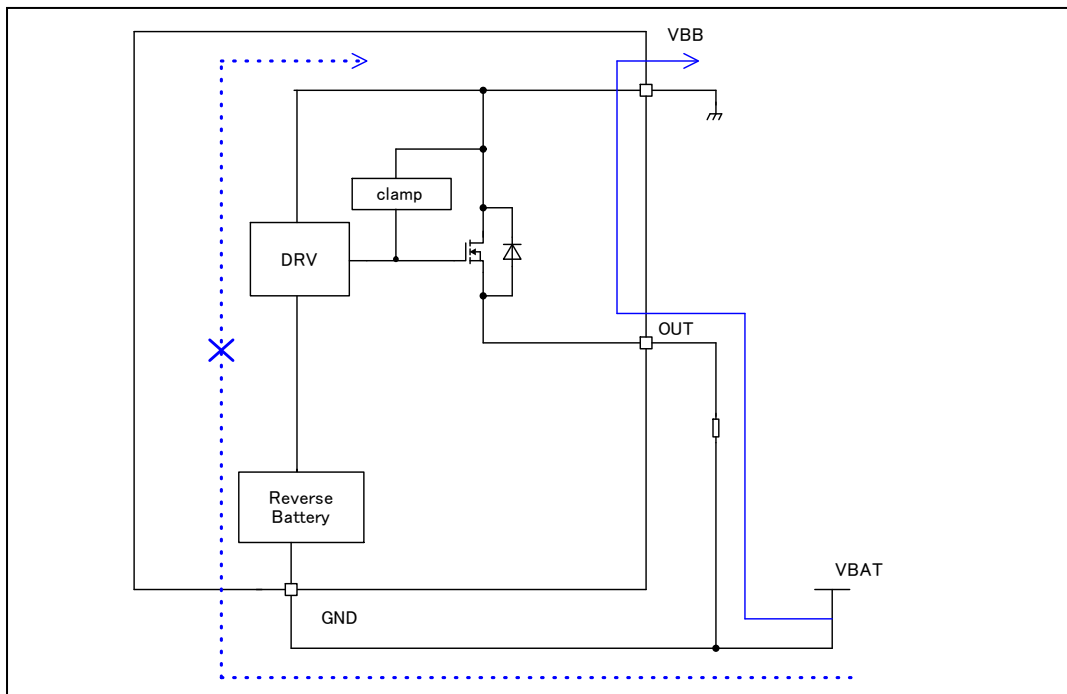 VBB
clamp
DRV
OUT
Reverse
Battery
VBAT
GND